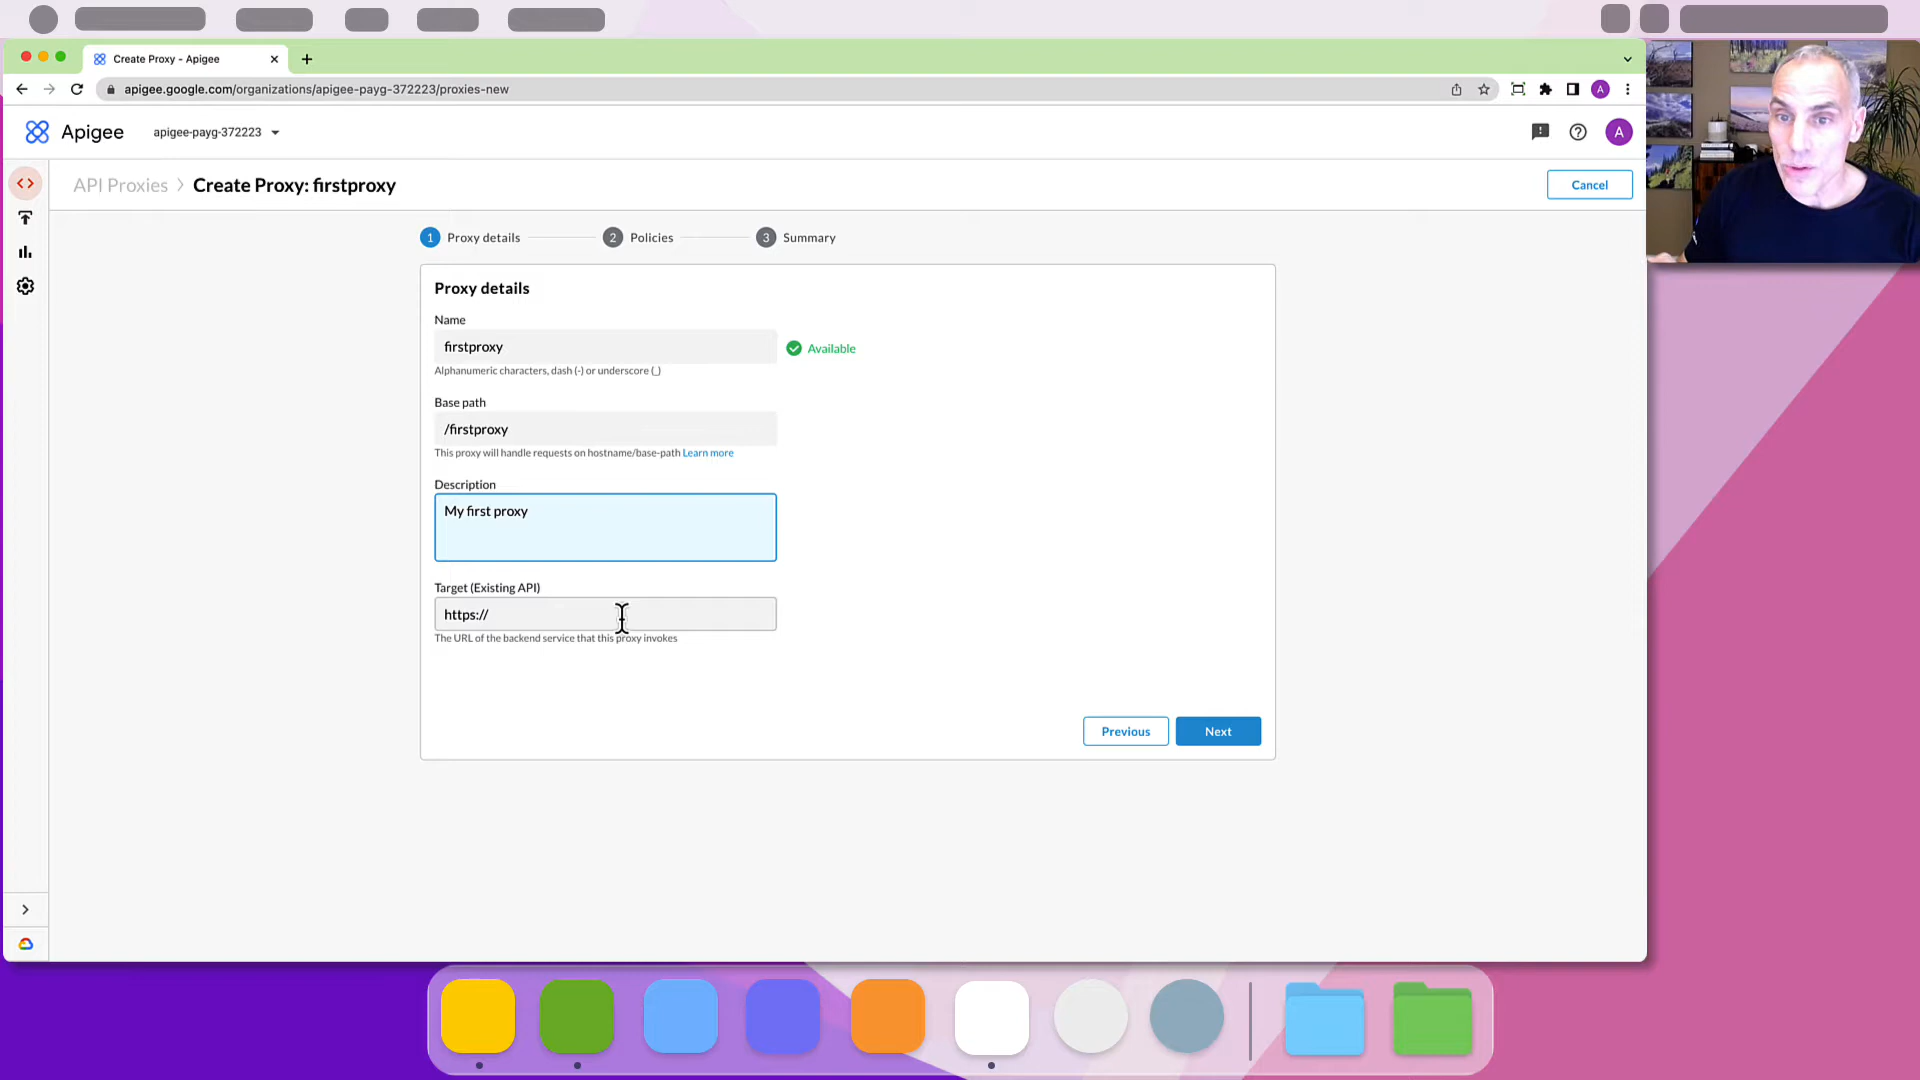 Create Proxy - Apigee
apigee.google.com/organizations/apigee-payg-372223/proxies-new
A
Apigee
apigee-payg-372223
A
API Proxies > Create Proxy: firstproxy
Cancel
1 Proxy details
2 Policies
3 Summary
Proxy details
Name
firstproxy
Available
Alphanumeric characters, dash (-) or underscore (_)
Base path
/firstproxy
This proxy will handle requests on hostname/base-path Learn more
Description
My first proxy
Target (Existing API)
https://
The URL of the backend service that this proxy invokes
Previous
Next